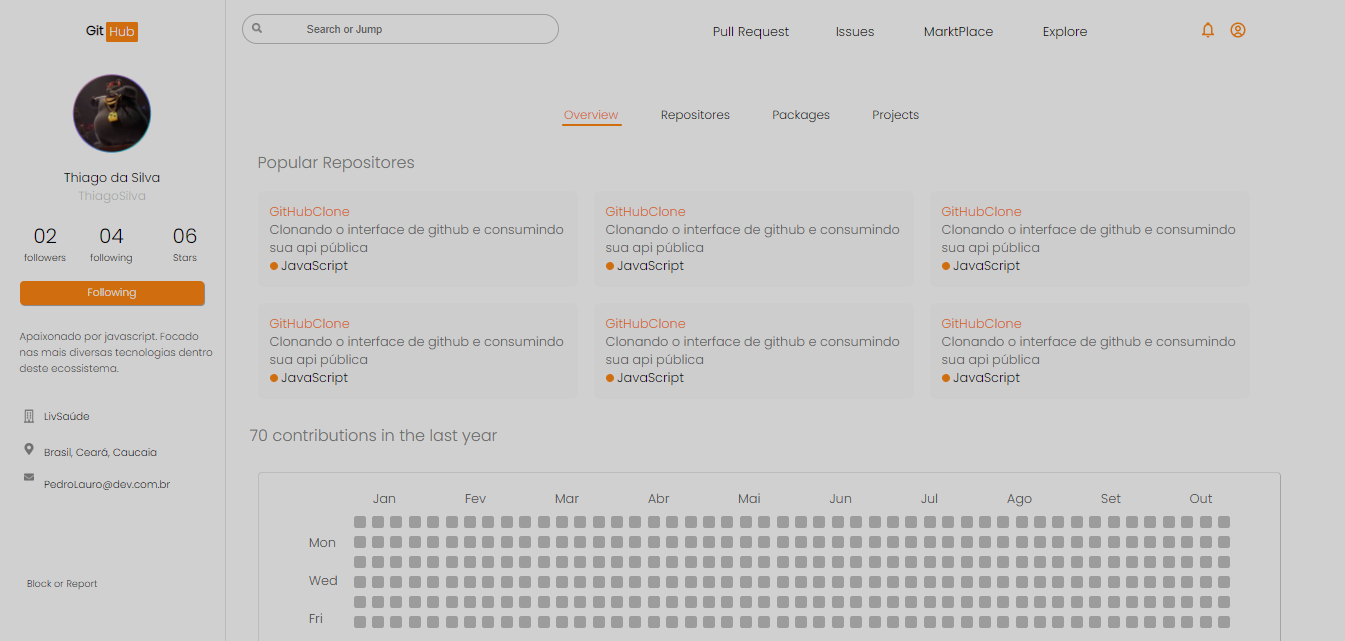 Git Hub
Search or Jump
Pull Request
Issues
MarktPlace
Explore
Thiago da Silva
ThiagoSilva
02 04 06
followers following Stars
Following
Apaixonado por javascript. Focado
nas mais diversas tecnologias dentro
deste ecossistema.
LivSaúde
Brasil, Ceará, Caucaia
PedroLauro@dev.com.br
Block or Report
Overview Repositores Packages Projects
Popular Repositores
GitHubClone
Clonando o interface de github e consumindo
sua api pública
JavaScript
GitHubClone
Clonando o interface de github e consumindo
sua api pública
JavaScript
GitHubClone
Clonando o interface de github e consumindo
sua api pública
JavaScript
GitHubClone
Clonando o interface de github e consumindo
sua api pública
JavaScript
GitHubClone
Clonando o interface de github e consumindo
sua api pública
JavaScript
GitHubClone
Clonando o interface de github e consumindo
sua api pública
JavaScript
70 contributions in the last year
Jan Fev Mar Abr Mai Jun Jul Ago Set Out
Mon
Wed
Fri